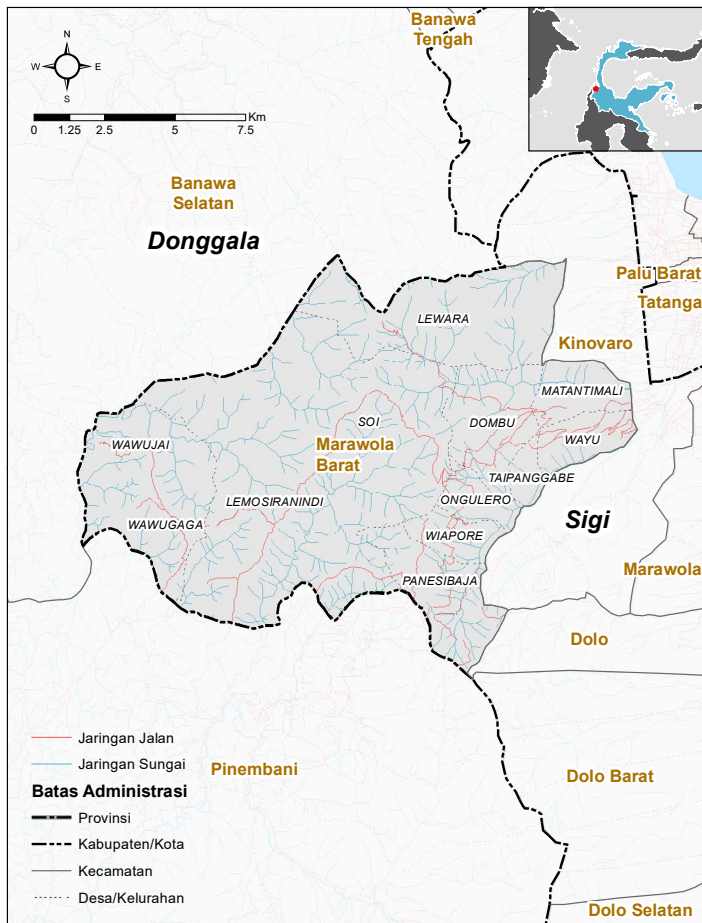 Banawa
Tengah
N
W
E
S
Km
0
1.25
2.5
5
7.5
Banawa
Selatan
Donggala
Palu Barat
Tatanga
LEWARA
Kinovaro
MATANTIMALI
SOI
DOMBU
WAYU
WAWUJAI
Marawola
Barat
TAIPANGGABE
LEMOSIRANINDI
ONGULERO
WAWUGAGA
Sigi
WIAPORE
PANESIBAJA
Marawola
Dolo
Jaringan Jalan
Jaringan Sungai
Pinembani
Dolo Barat
Batas Administrasi
Provinsi
Kabupaten/Kota
Kecamatan
Desa/Kelurahan
Dolo Selatan